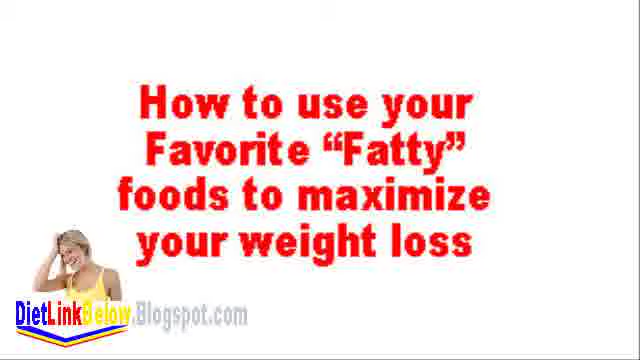 How to use your
Favorite “Fatty”
foods to maximize
your weight loss
DietLinkBelow.Blogspot.com